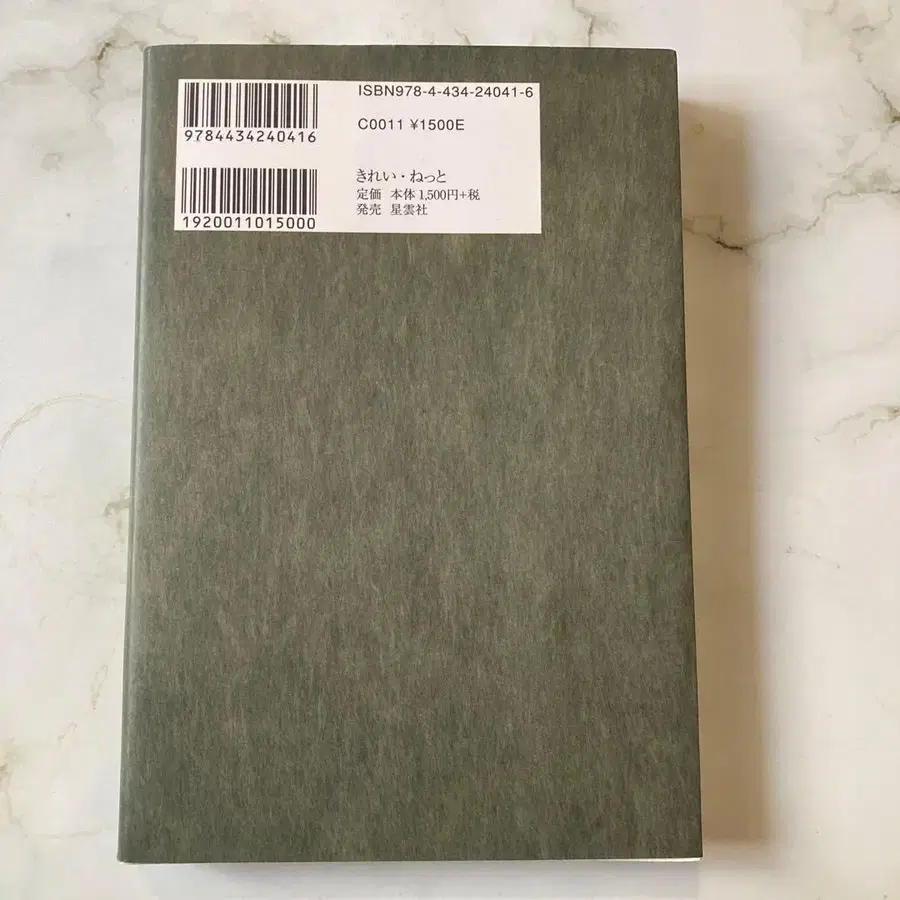 ISBN978-4-434-24041-6
9784434240416
C0011 ¥1500E
きれい・ねっと
定価 本体1,500円+税
発売 星雲社
1920011015000